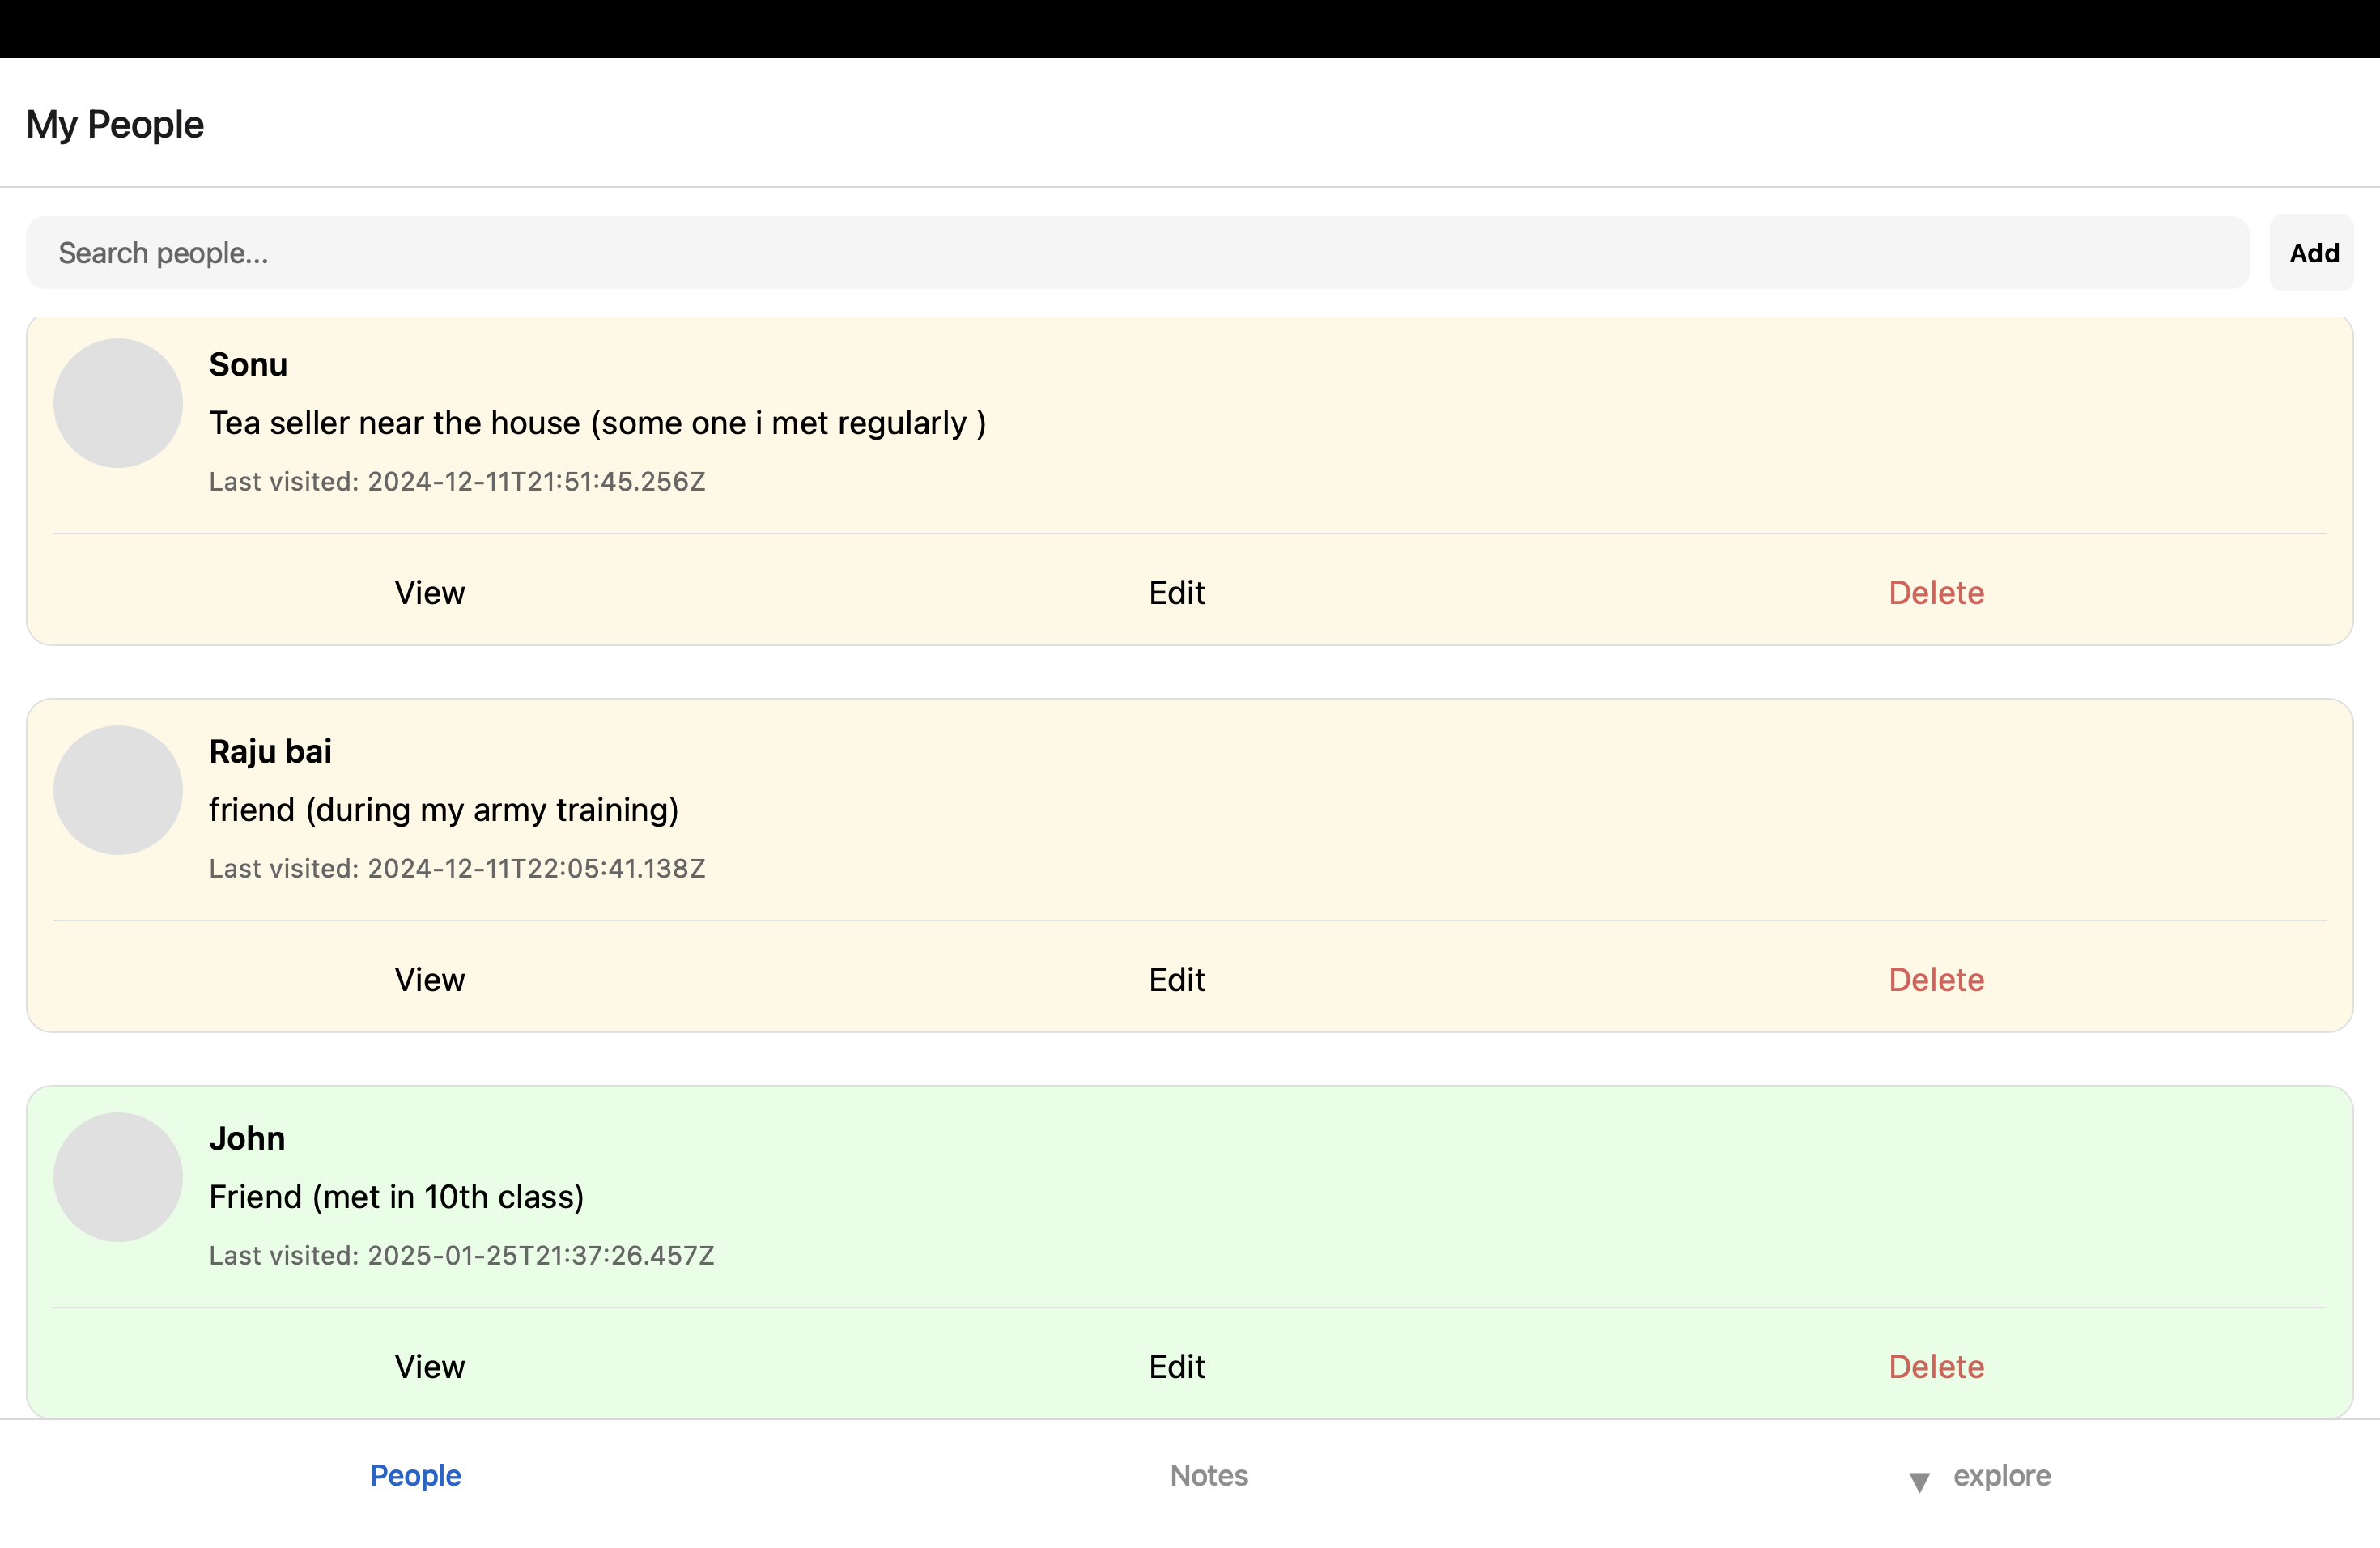 My People
Search people...
Add
Sonu
Tea seller near the house (some one i met regularly )
Last visited: 2024-12-11T21:51:45.256Z
View Edit Delete
Raju bai
friend (during my army training)
Last visited: 2024-12-11T22:05:41.138Z
View Edit Delete
John
Friend (met in 10th class)
Last visited: 2025-01-25T21:37:26.457Z
View Edit Delete
People Notes explore